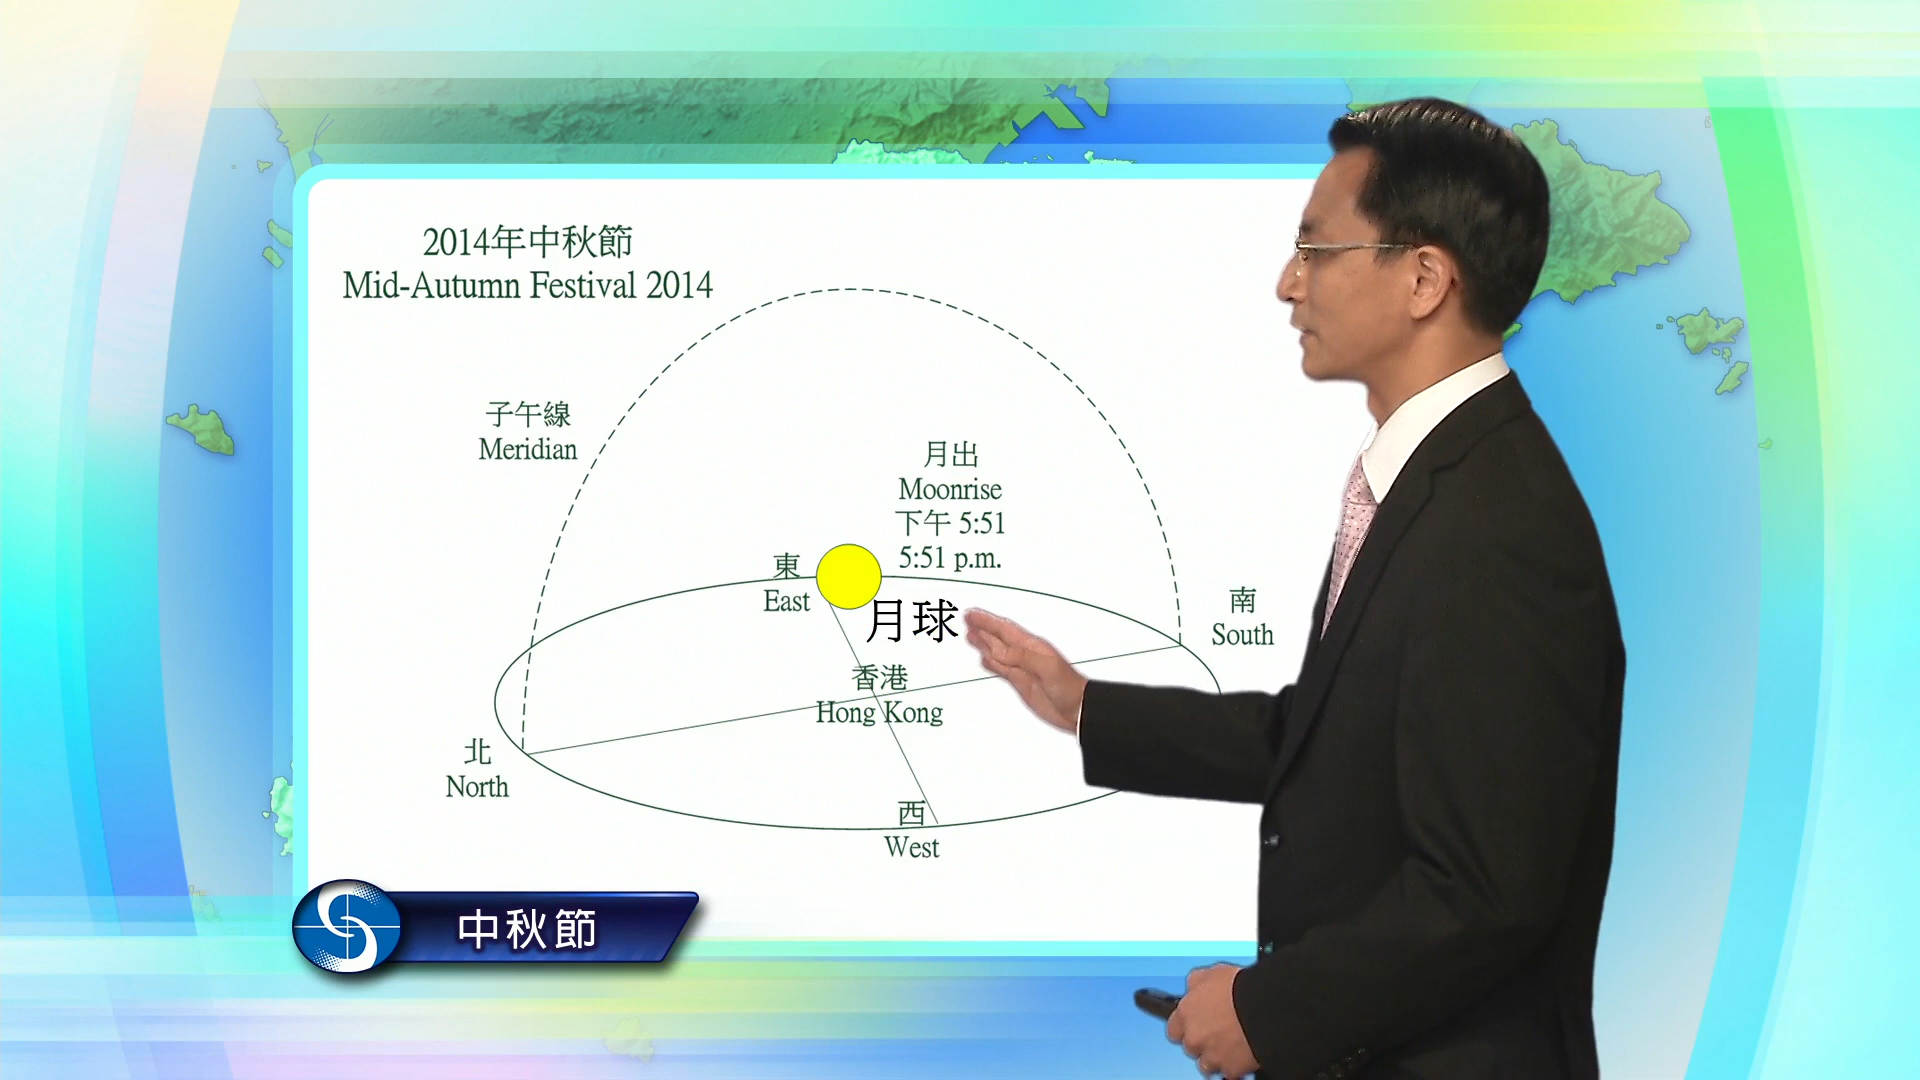 2014年中秋節
Mid-Autumn Festival 2014
子午線
Meridian
月出
Moonrise
下午 5:51
5:51 p.m.
東
East
月球
南
South
香港
Hong Kong
北
North
西
West
中秋節